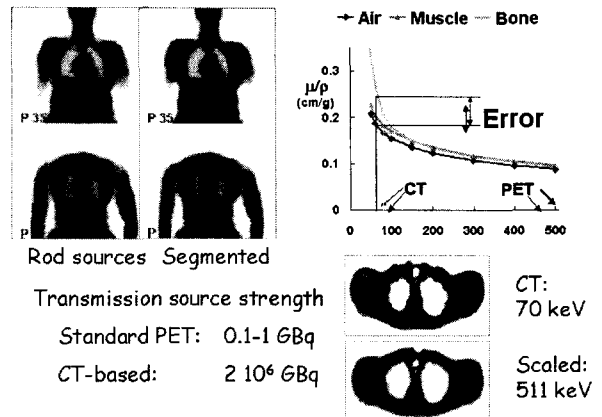 P 35
P 35
P
P
Rod sources Segmented
Transmission source strength
Standard PET: 0.1-1 GBq
CT-based: 2 10⁶ GBq
Air Muscle Bone
0.3
μ/ρ
(cm/g)
0.2
0.1
0
Error
CT
PET
0 100 200 300 400 500
CT:
70 keV
Scaled:
511 keV